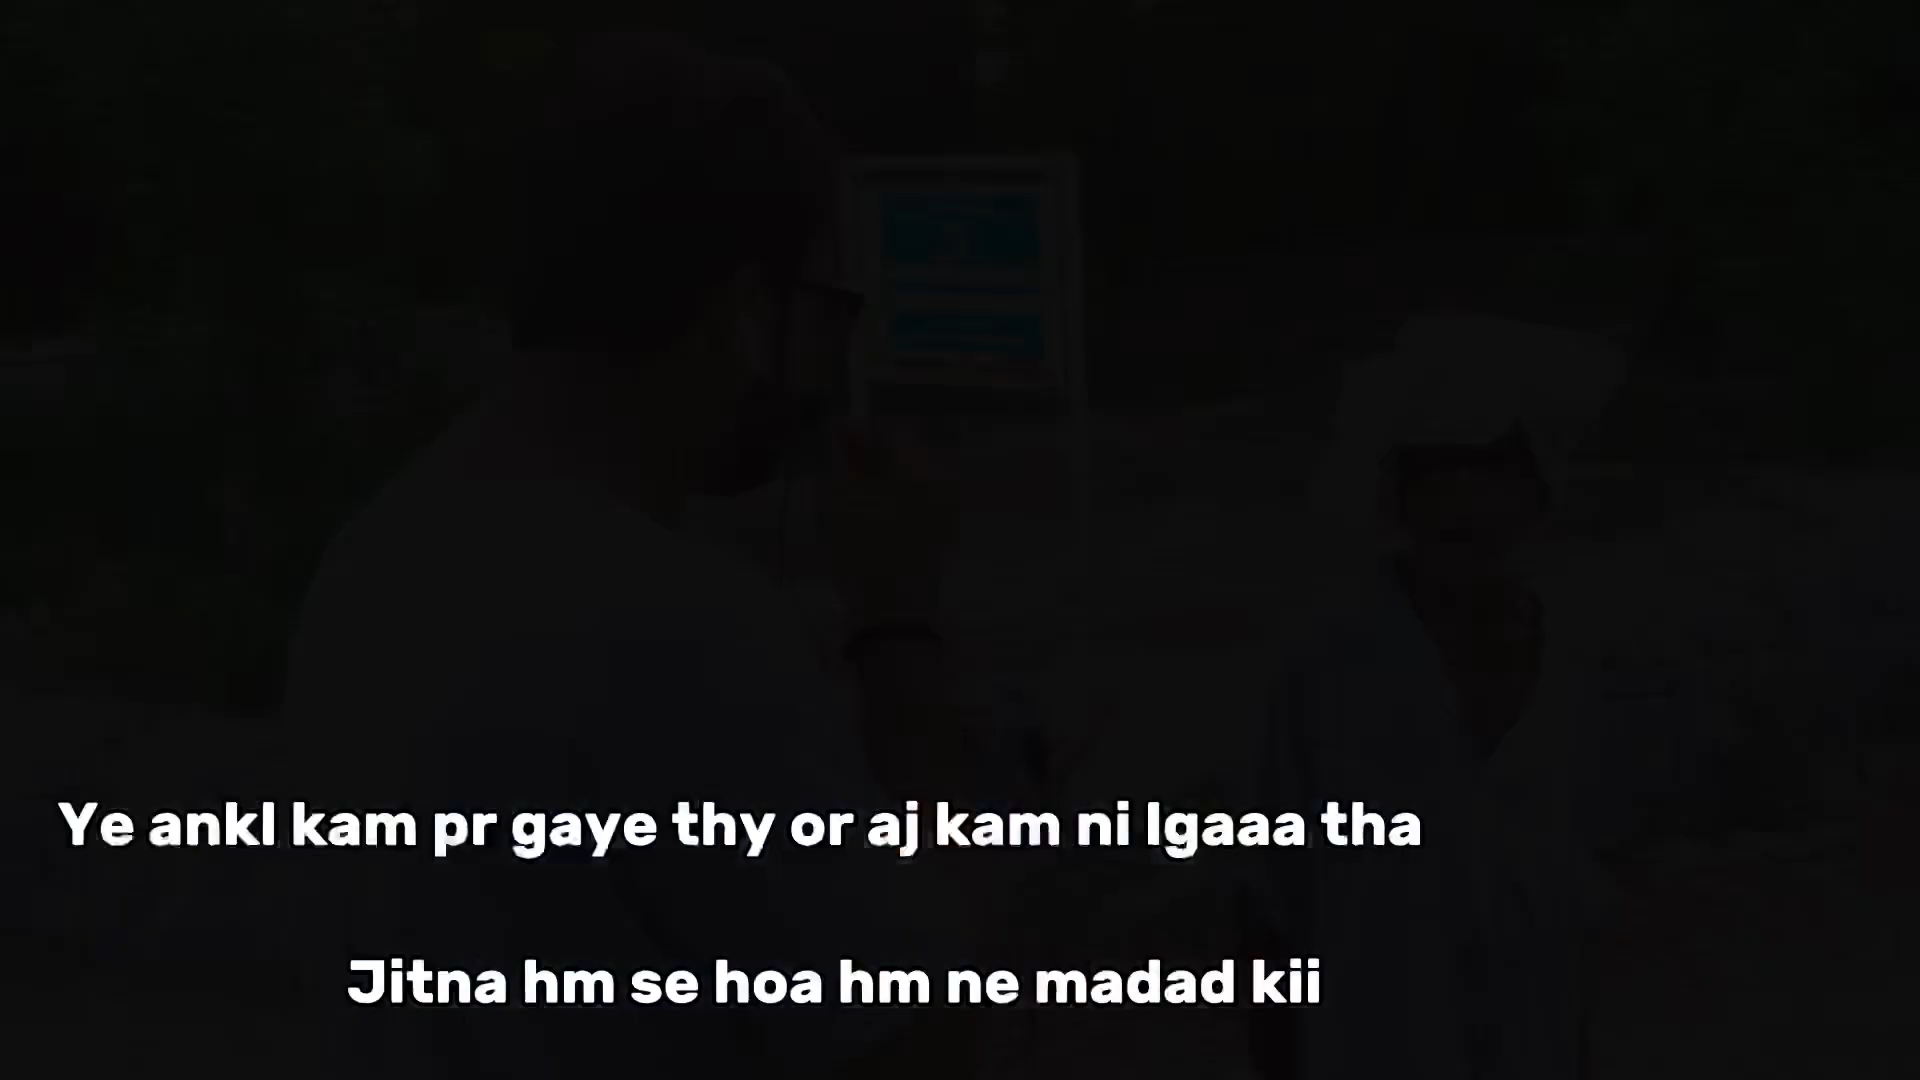 Ye ankl kam pr gaye thy or aj kam ni lgaaa tha
Jitna hm se hoa hm ne madad kii